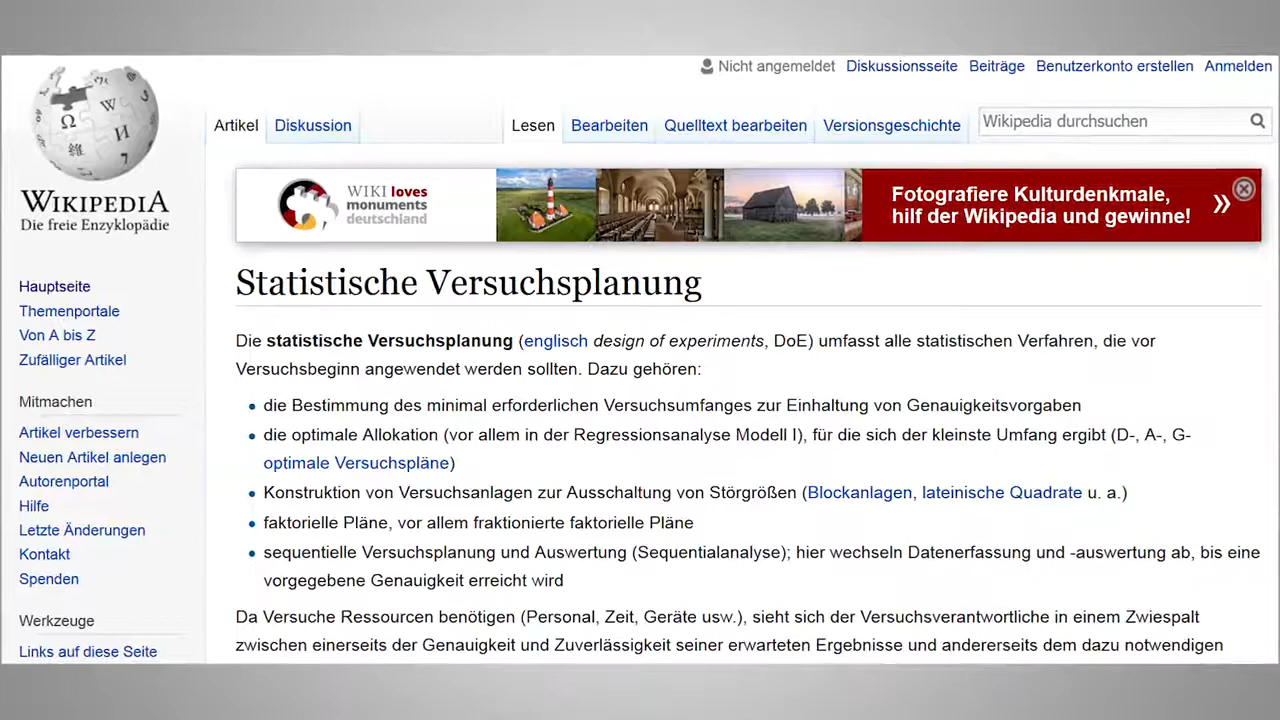 Nicht angemeldet Diskussionsseite Beiträge Benutzerkonto erstellen Anmelden
Artikel Diskussion Lesen Bearbeiten Quelltext bearbeiten Versionsgeschichte Wikipedia durchsuchen
WIKIPEDIA
Die freie Enzyklopädie
WIKI loves
monuments
deutschland
Fotografiere Kulturdenkmale,
hilf der Wikipedia und gewinne! »
Hauptseite
Themenportale
Von A bis Z
Zufälliger Artikel
Mitmachen
Artikel verbessern
Neuen Artikel anlegen
Autorenportal
Hilfe
Letzte Änderungen
Kontakt
Spenden
Werkzeuge
Links auf diese Seite
Statistische Versuchsplanung
Die statistische Versuchsplanung (englisch design of experiments, DoE) umfasst alle statistischen Verfahren, die vor
Versuchsbeginn angewendet werden sollten. Dazu gehören:
• die Bestimmung des minimal erforderlichen Versuchsumfanges zur Einhaltung von Genauigkeitsvorgaben
• die optimale Allokation (vor allem in der Regressionsanalyse Modell I), für die sich der kleinste Umfang ergibt (D-, A-, G-
optimale Versuchspläne)
• Konstruktion von Versuchsanlagen zur Ausschaltung von Störgrößen (Blockanlagen, lateinische Quadrate u. a.)
• faktorielle Pläne, vor allem fraktionierte faktorielle Pläne
• sequentielle Versuchsplanung und Auswertung (Sequentialanalyse); hier wechseln Datenerfassung und -auswertung ab, bis eine
vorgegebene Genauigkeit erreicht wird
Da Versuche Ressourcen benötigen (Personal, Zeit, Geräte usw.), sieht sich der Versuchsverantwortliche in einem Zwiespalt
zwischen einerseits der Genauigkeit und Zuverlässigkeit seiner erwarteten Ergebnisse und andererseits dem dazu notwendigen